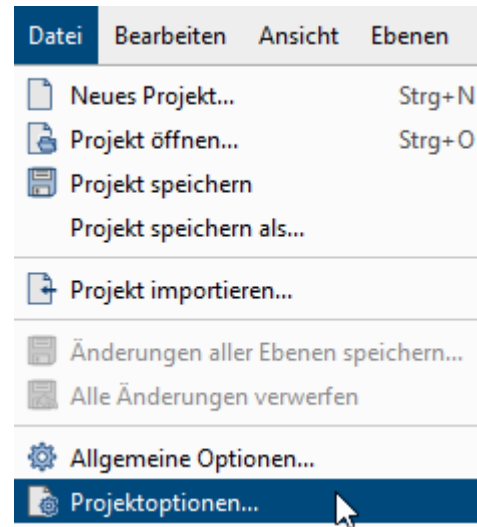 Datei Bearbeiten Ansicht Ebenen
Neues Projekt... Strg+N
Projekt öffnen... Strg+O
Projekt speichern
Projekt speichern als...
Projekt importieren...
Änderungen aller Ebenen speichern...
Alle Änderungen verwerfen
Allgemeine Optionen...
Projektoptionen...